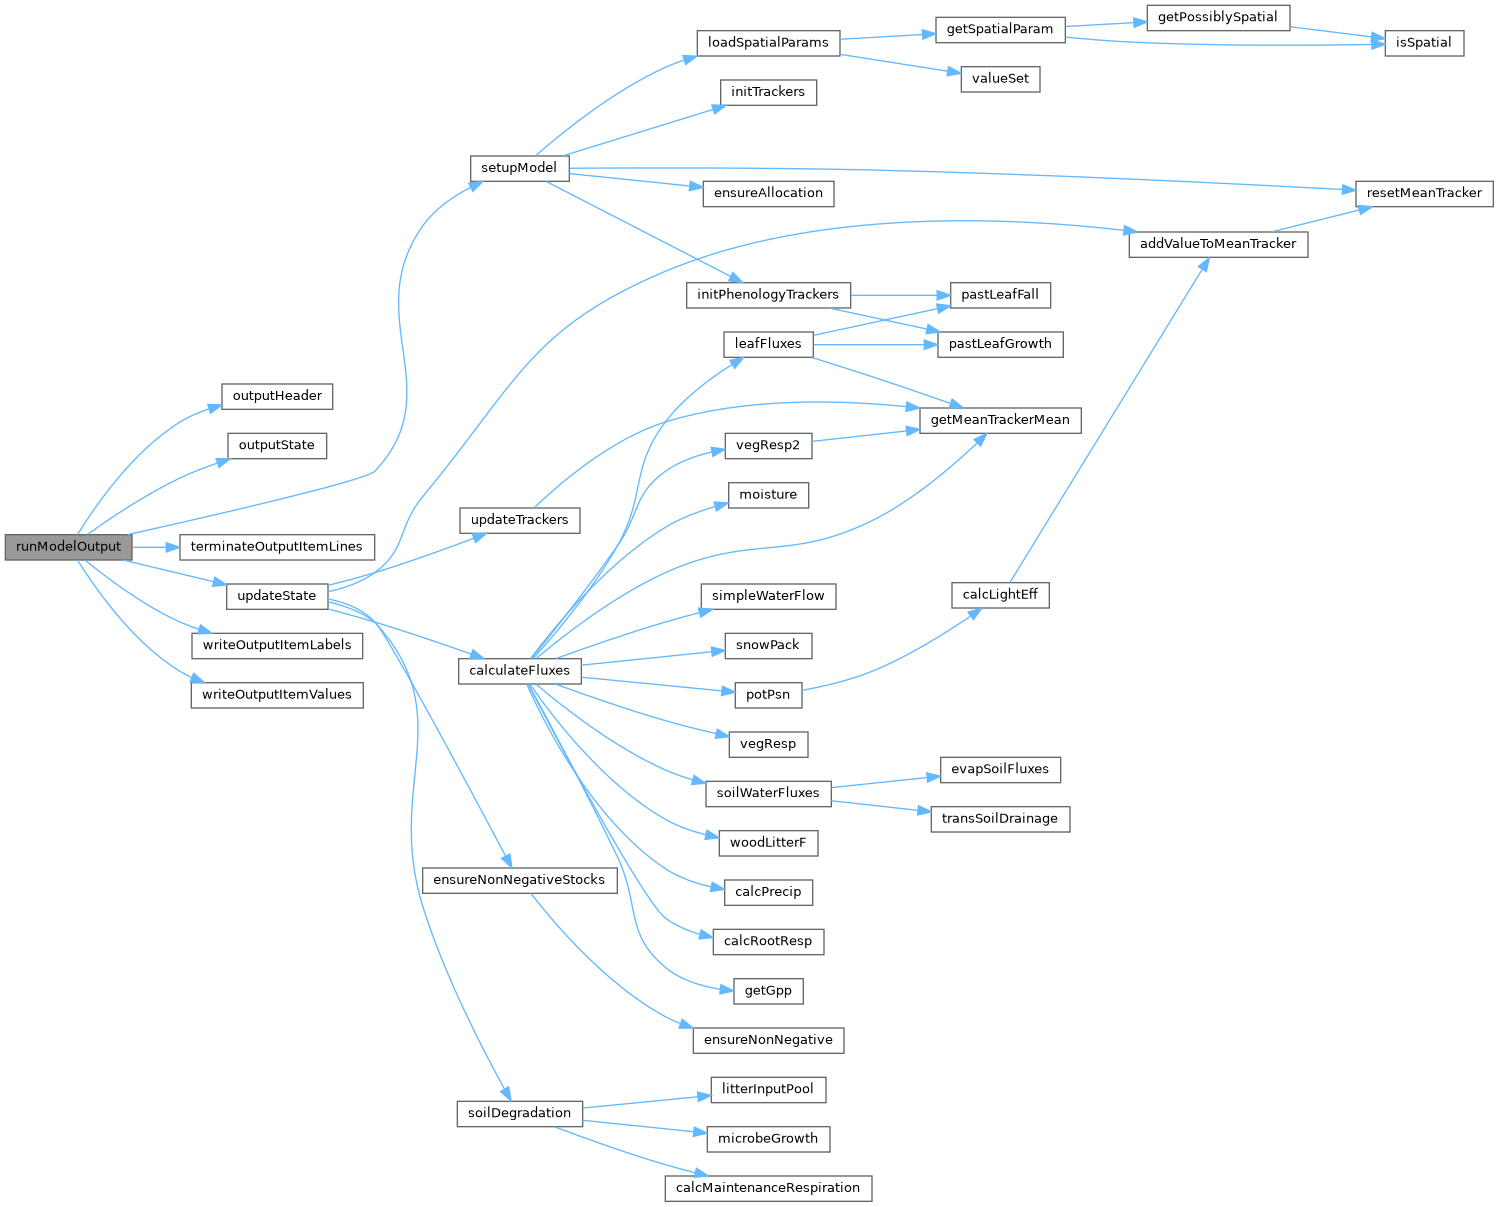 getPossiblySpatial
getSpatialParam
isSpatial
loadSpatialParams
valueSet
initTrackers
setupModel
ensureAllocation
resetMeanTracker
addValueToMeanTracker
initPhenologyTrackers
pastLeafFall
leafFluxes
pastLeafGrowth
outputHeader
getMeanTrackerMean
outputState
vegResp2
moisture
updateTrackers
runModelOutput
terminateOutputItemLines
updateState
simpleWaterFlow
calcLightEff
writeOutputItemLabels
snowPack
calculateFluxes
writeOutputItemValues
potPsn
vegResp
evapSoilFluxes
soilWaterFluxes
transSoilDrainage
woodLitterF
ensureNonNegativeStocks
calcPrecip
calcRootResp
getGpp
ensureNonNegative
litterInputPool
soilDegradation
microbeGrowth
calcMaintenanceRespiration